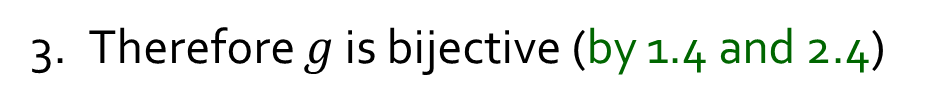 3. Therefore g is bijective (by 1.4 and 2.4)